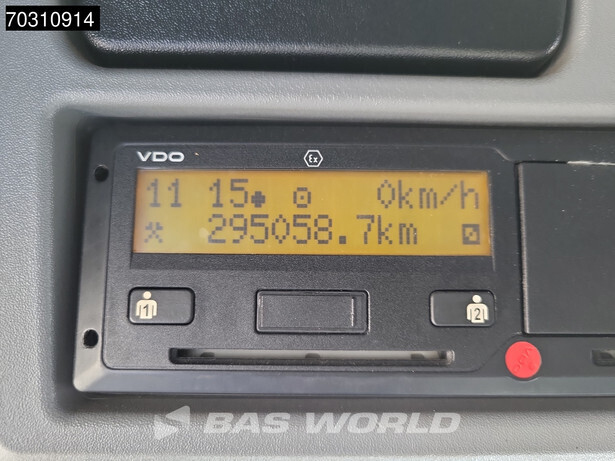 70310914
VDO
Ex
11 15 0km/h
295058.7km
1
2
BAS WORLD